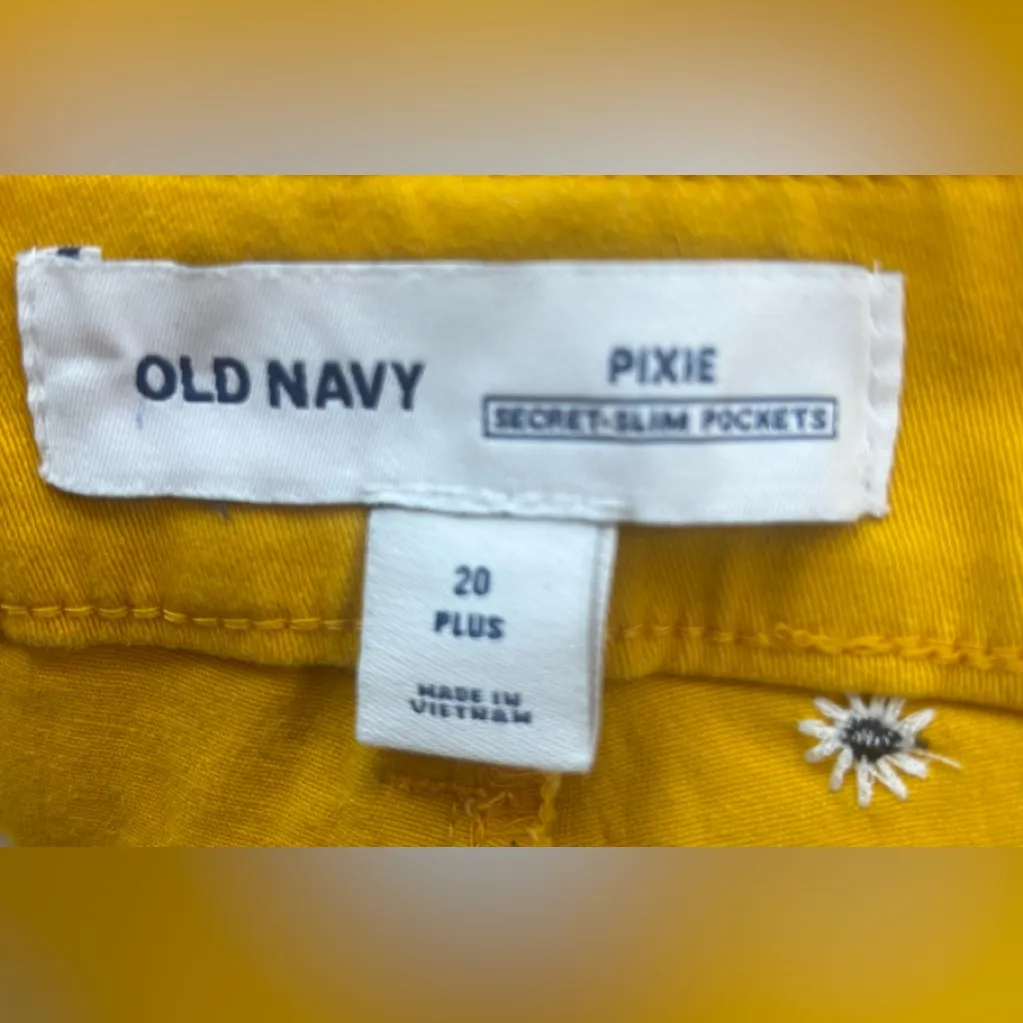 OLD NAVY
PIXIE
SECRET-SLIM POCKETS
20
PLUS
MADE IN
VIETNAM